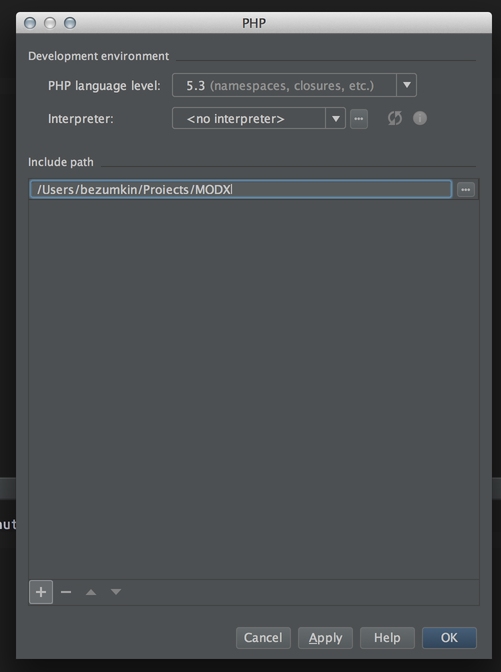 PHP
Development environment
PHP language level: 5.3 (namespaces, closures, etc.)
Interpreter: <no interpreter> ...
Include path
/Users/bezumkin/Projects/MODX ...
Cancel Apply Help OK